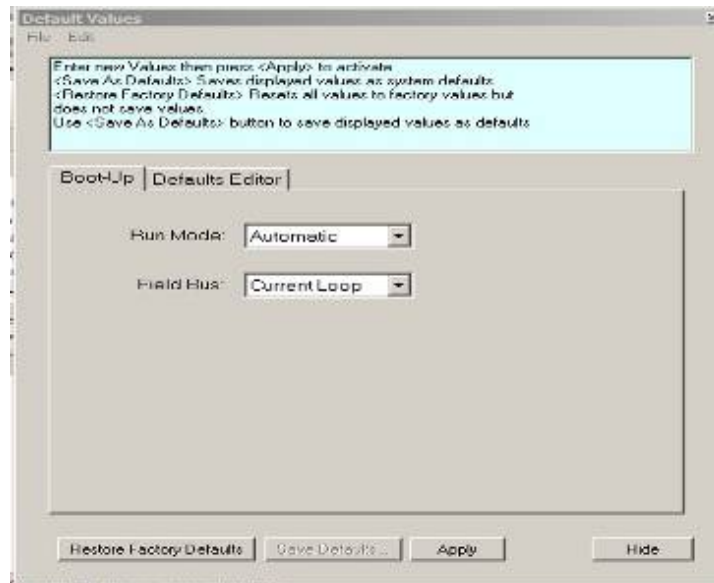 Default Values
File Edit
Enter new Values then press <Apply> to activate
<Save As Defaults> Saves displayed values as system defaults
<Restore Factory Defaults> Resets all values to factory values but
does not save values
Use <Save As Defaults> button to save displayed values as defaults
Boot-Up Defaults Editor
Run Mode: Automatic
Field Bus: Current Loop
Restore Factory Defaults Save Defaults... Apply Hide